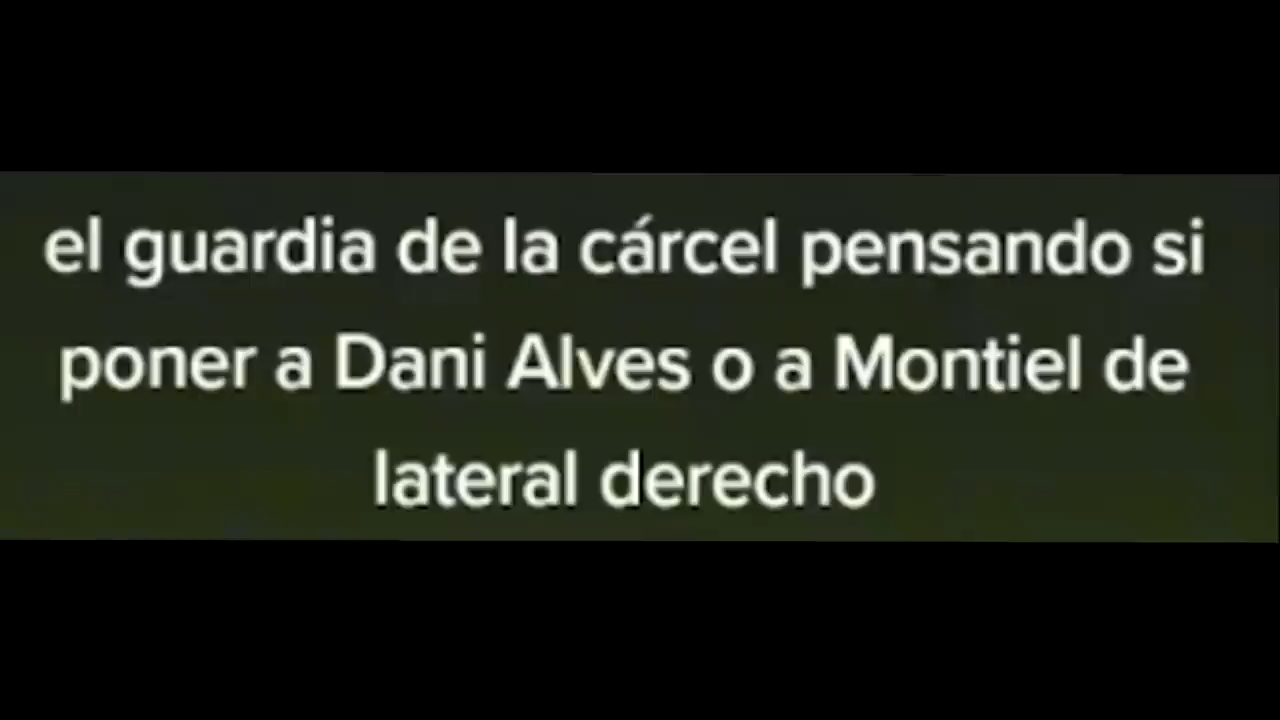 el guardia de la cárcel pensando si
poner a Dani Alves o a Montiel de
lateral derecho